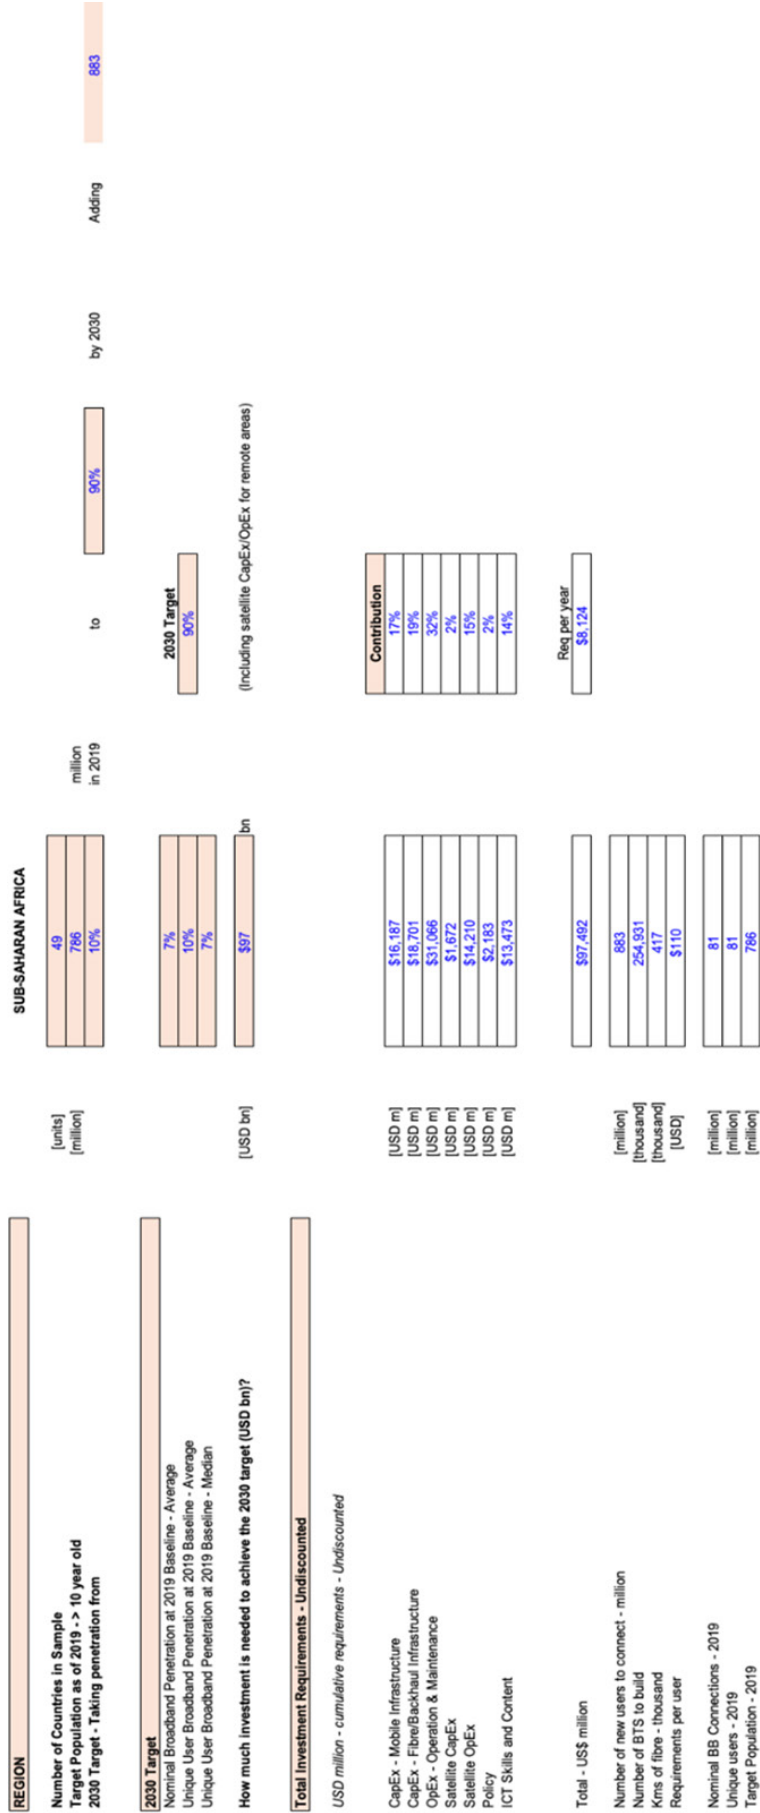 REGION SUB-SAHARAN AFRICA
Number of Countries in Sample [units] 49
Target Population as of 2019 - > 10 year old [million] 786 million
2030 Target - Taking penetration from 10% in 2019 to 90% by 2030 Adding 883
2030 Target 2030 Target
Nominal Broadband Penetration at 2019 Baseline - Average 7%
Unique User Broadband Penetration at 2019 Baseline - Average 10% 90%
Unique User Broadband Penetration at 2019 Baseline - Median 7%
How much investment is needed to achieve the 2030 target (USD bn)? [USD bn] $97 bn (Including satellite CapEx/OpEx for remote areas)
Total Investment Requirements - Undiscounted
USD million - cumulative requirements - Undiscounted
Contribution
CapEx - Mobile Infrastructure [USD m] $16,187 17%
CapEx - Fibre/Backhaul Infrastructure [USD m] $18,701 19%
OpEx - Operation & Maintenance [USD m] $31,066 32%
Satellite CapEx [USD m] $1,672 2%
Satellite OpEx [USD m] $14,210 15%
Policy [USD m] $2,183 2%
ICT Skills and Content [USD m] $13,473 14%
Req per year
Total - US$ million $97,492 $8,124
Number of new users to connect - million [million] 883
Number of BTS to build [thousand] 254,931
Kms of fibre - thousand [thousand] 417
Requirements per user [USD] $110
Nominal BB Connections - 2019 [million] 81
Unique users - 2019 [million] 81
Target Population - 2019 [million] 786